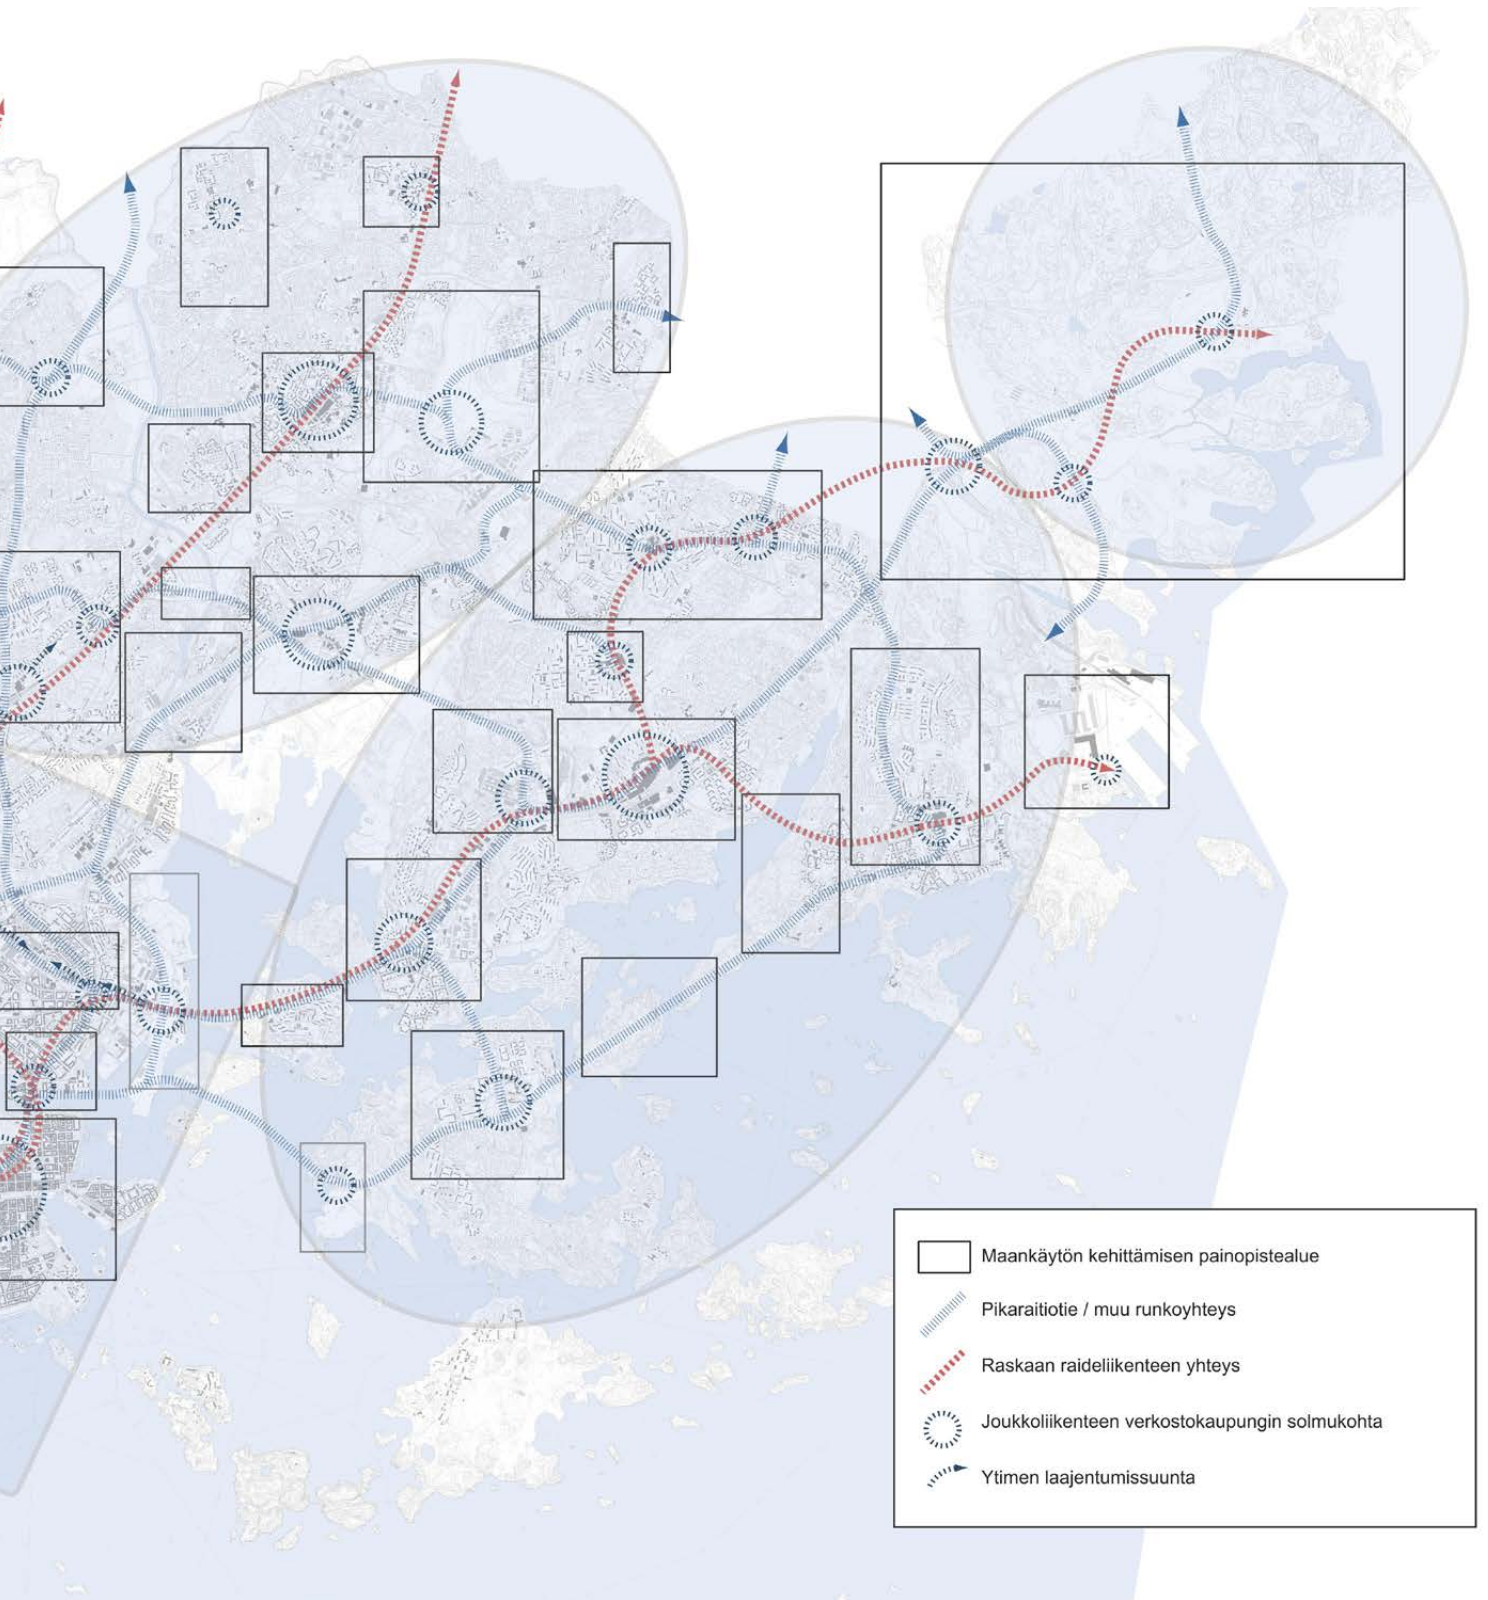 Maankäytön kehittämisen painopistealue
Pikaraitiotie / muu runkoyhteys
Raskaan raideliikenteen yhteys
Joukkoliikenteen verkostokaupungin solmukohta
Ytimen laajentumissuunta